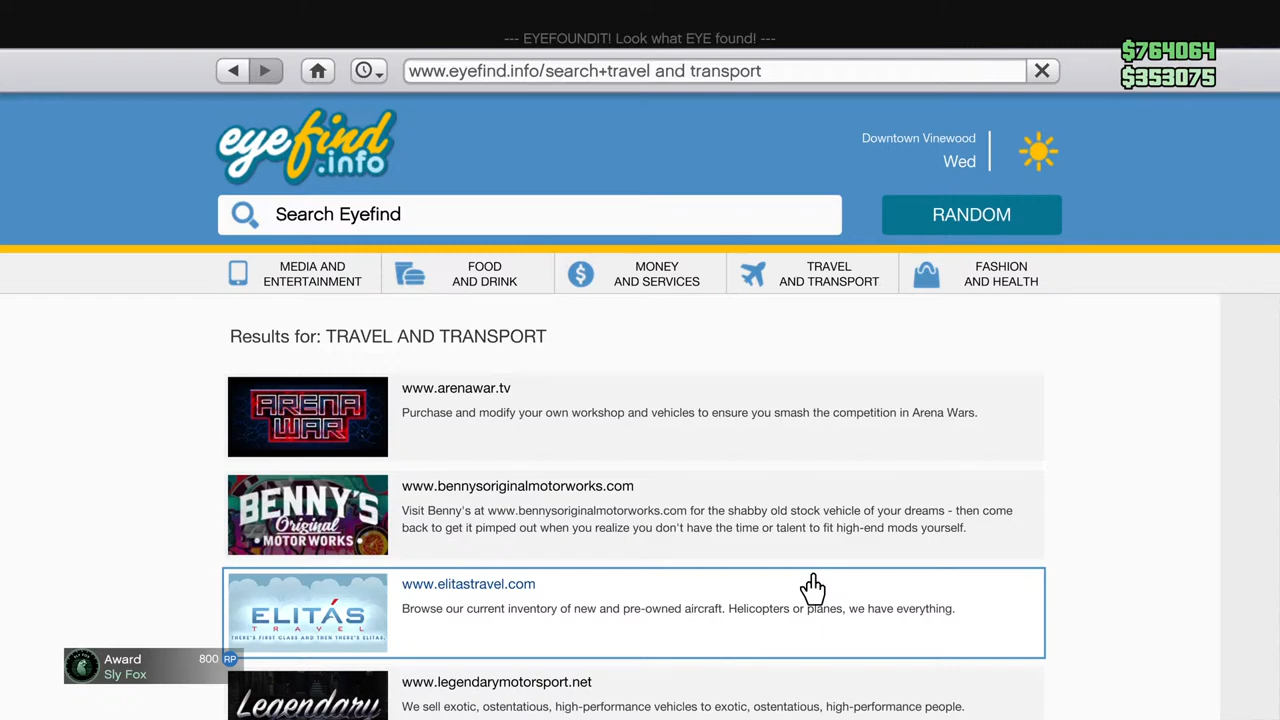 --- EYEFOUNDIT! Look what EYE found! ---
$764064
$353075
www.eyefind.info/search+travel and transport
eyefind
.info
Downtown Vinewood
Wed
Search Eyefind
RANDOM
MEDIA AND
ENTERTAINMENT
FOOD
AND DRINK
MONEY
AND SERVICES
TRAVEL
AND TRANSPORT
FASHION
AND HEALTH
Results for: TRAVEL AND TRANSPORT
ARENA
WAR
www.arenawar.tv
Purchase and modify your own workshop and vehicles to ensure you smash the competition in Arena Wars.
BENNY'S
Original
MOTOR WORKS
www.bennysoriginalmotorworks.com
Visit Benny's at www.bennysoriginalmotorworks.com for the shabby old stock vehicle of your dreams - then come
back to get it pimped out when you realize you don't have the time or talent to fit high-end mods yourself.
ELITÁS
TRAVEL
THERE'S FIRST CLASS AND THEN THERE'S ELITAS.
www.elitastravel.com
Browse our current inventory of new and pre-owned aircraft. Helicopters or planes, we have everything.
Award
Sly Fox
800 RP
Legendary
www.legendarymotorsport.net
We sell exotic, ostentatious, high-performance vehicles to exotic, ostentatious, high-performance people.